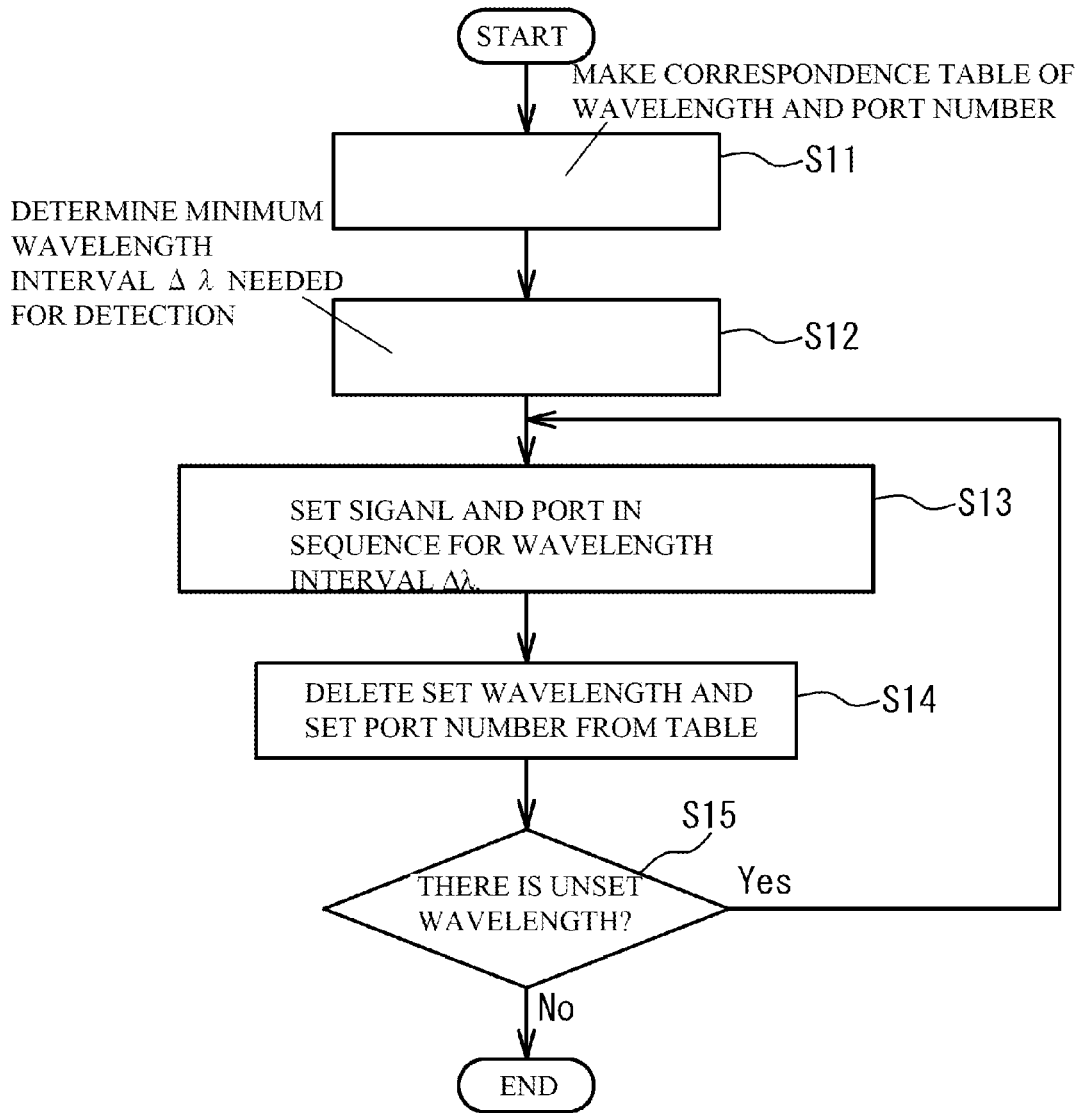 START
MAKE CORRESPONDENCE TABLE OF
WAVELENGTH AND PORT NUMBER
S11
DETERMINE MINIMUM
WAVELENGTH
INTERVAL Δ λ NEEDED
FOR DETECTION
S12
SET SIGANL AND PORT IN
SEQUENCE FOR WAVELENGTH
INTERVAL Δλ.
S13
DELETE SET WAVELENGTH AND
SET PORT NUMBER FROM TABLE
S14
S15
THERE IS UNSET
WAVELENGTH?
Yes
No
END